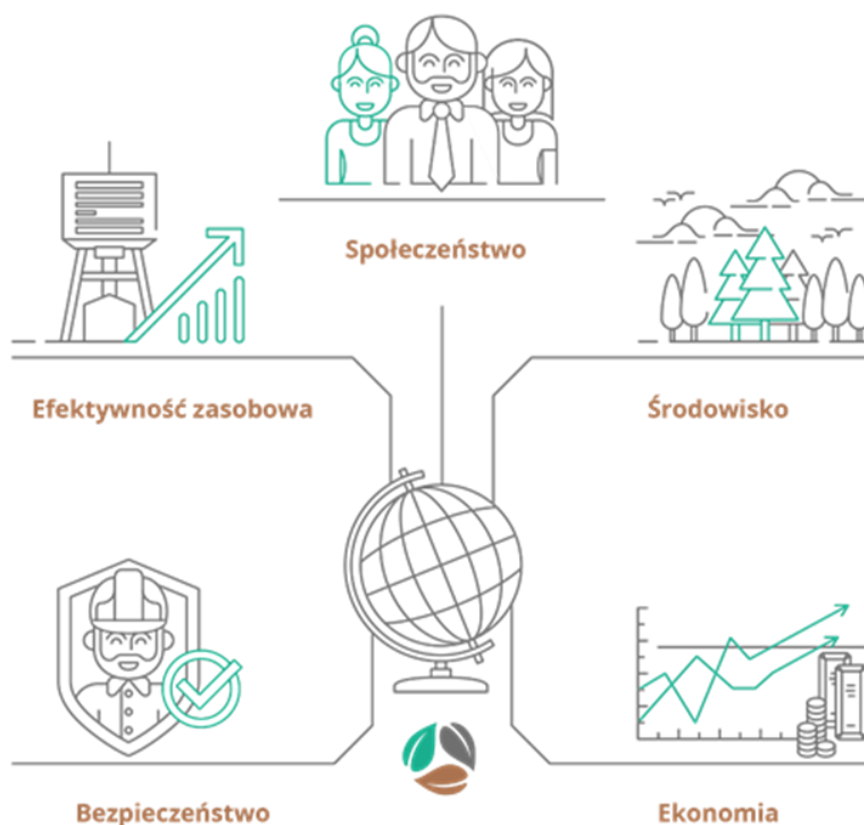 Społeczeństwo
Efektywność zasobowa
Środowisko
Bezpieczeństwo
Ekonomia